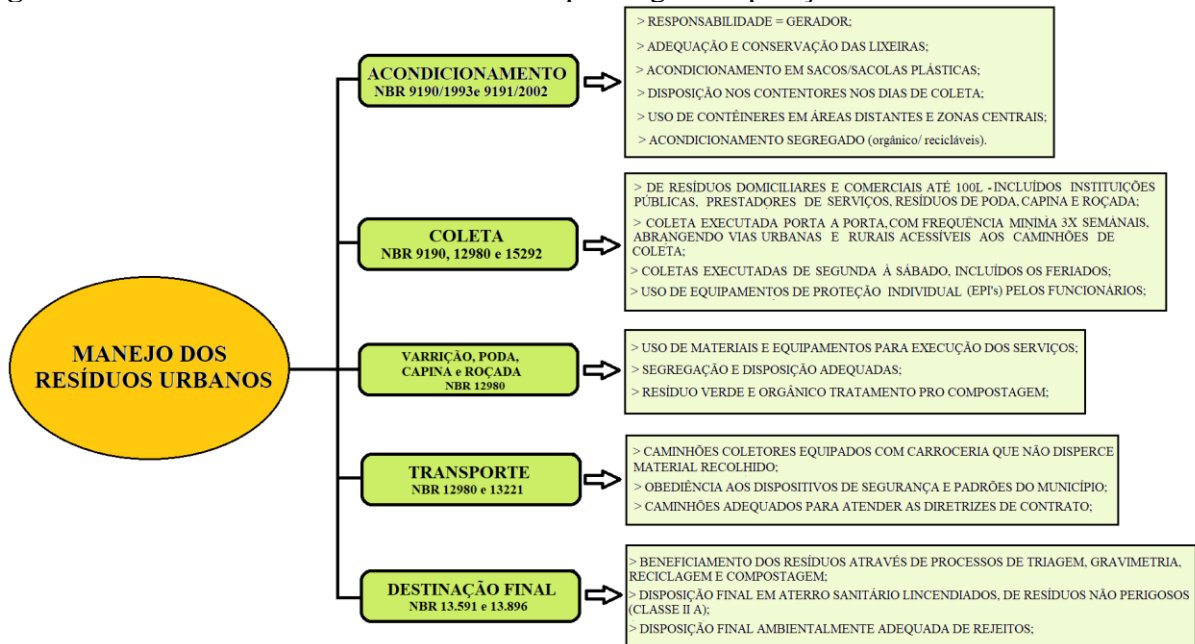 MANEJO DOS
RESÍDUOS URBANOS
ACONDICIONAMENTO
NBR 9190/1993e 9191/2002
> RESPONSABILIDADE = GERADOR;
> ADEQUAÇÃO E CONSERVAÇÃO DAS LIXEIRAS;
> ACONDICIONAMENTO EM SACOS/SACOLAS PLÁSTICAS;
> DISPOSIÇÃO NOS CONTENTORES NOS DIAS DE COLETA;
> USO DE CONTÊINERES EM ÁREAS DISTANTES E ZONAS CENTRAIS;
> ACONDICIONAMENTO SEGREGADO (orgânico/ recicláveis).
COLETA
NBR 9190, 12980 e 15292
> DE RESÍDUOS DOMICILIARES E COMERCIAIS ATÉ 100L - INCLUÍDOS INSTITUIÇÕES
PÚBLICAS, PRESTADORES DE SERVIÇOS, RESÍDUOS DE PODA, CAPINA E ROÇADA;
> COLETA EXECUTADA PORTA A PORTA, COM FREQUÊNCIA MINÍMA 3X SEMANAIS,
ABRANGENDO VIAS URBANAS E RURAIS ACESSÍVEIS AOS CAMINHÕES DE
COLETA;
> COLETAS EXECUTADAS DE SEGUNDA À SÁBADO, INCLUÍDOS OS FERIADOS;
> USO DE EQUIPAMENTOS DE PROTEÇÃO INDIVIDUAL (EPI's) PELOS FUNCIONÁRIOS;
VARRIÇÃO, PODA,
CAPINA e ROÇADA
NBR 12980
> USO DE MATERIAIS E EQUIPAMENTOS PARA EXECUÇÃO DOS SERVIÇOS;
> SEGREGAÇÃO E DISPOSIÇÃO ADEQUADAS;
> RESÍDUO VERDE E ORGÂNICO TRATAMENTO PRO COMPOSTAGEM;
TRANSPORTE
NBR 12980 e 13221
> CAMINHÕES COLETORES EQUIPADOS COM CARROCERIA QUE NÃO DISPERCE
MATERIAL RECOLHIDO;
> OBEDIÊNCIA AOS DISPOSITIVOS DE SEGURANÇA E PADRÕES DO MUNICÍPIO;
> CAMINHÕES ADEQUADOS PARA ATENDER AS DIRETRIZES DE CONTRATO;
DESTINAÇÃO FINAL
NBR 13.591 e 13.896
> BENEFICIAMENTO DOS RESÍDUOS ATRAVÉS DE PROCESSOS DE TRIAGEM, GRAVIMETRIA,
RECICLAGEM E COMPOSTAGEM;
> DISPOSIÇÃO FINAL EM ATERRO SANITÁRIO LINCENDIADOS, DE RESÍDUOS NÃO PERIGOSOS
(CLASSE II A);
> DISPOSIÇÃO FINAL AMBIENTALMENTE ADEQUADA DE REJEITOS;